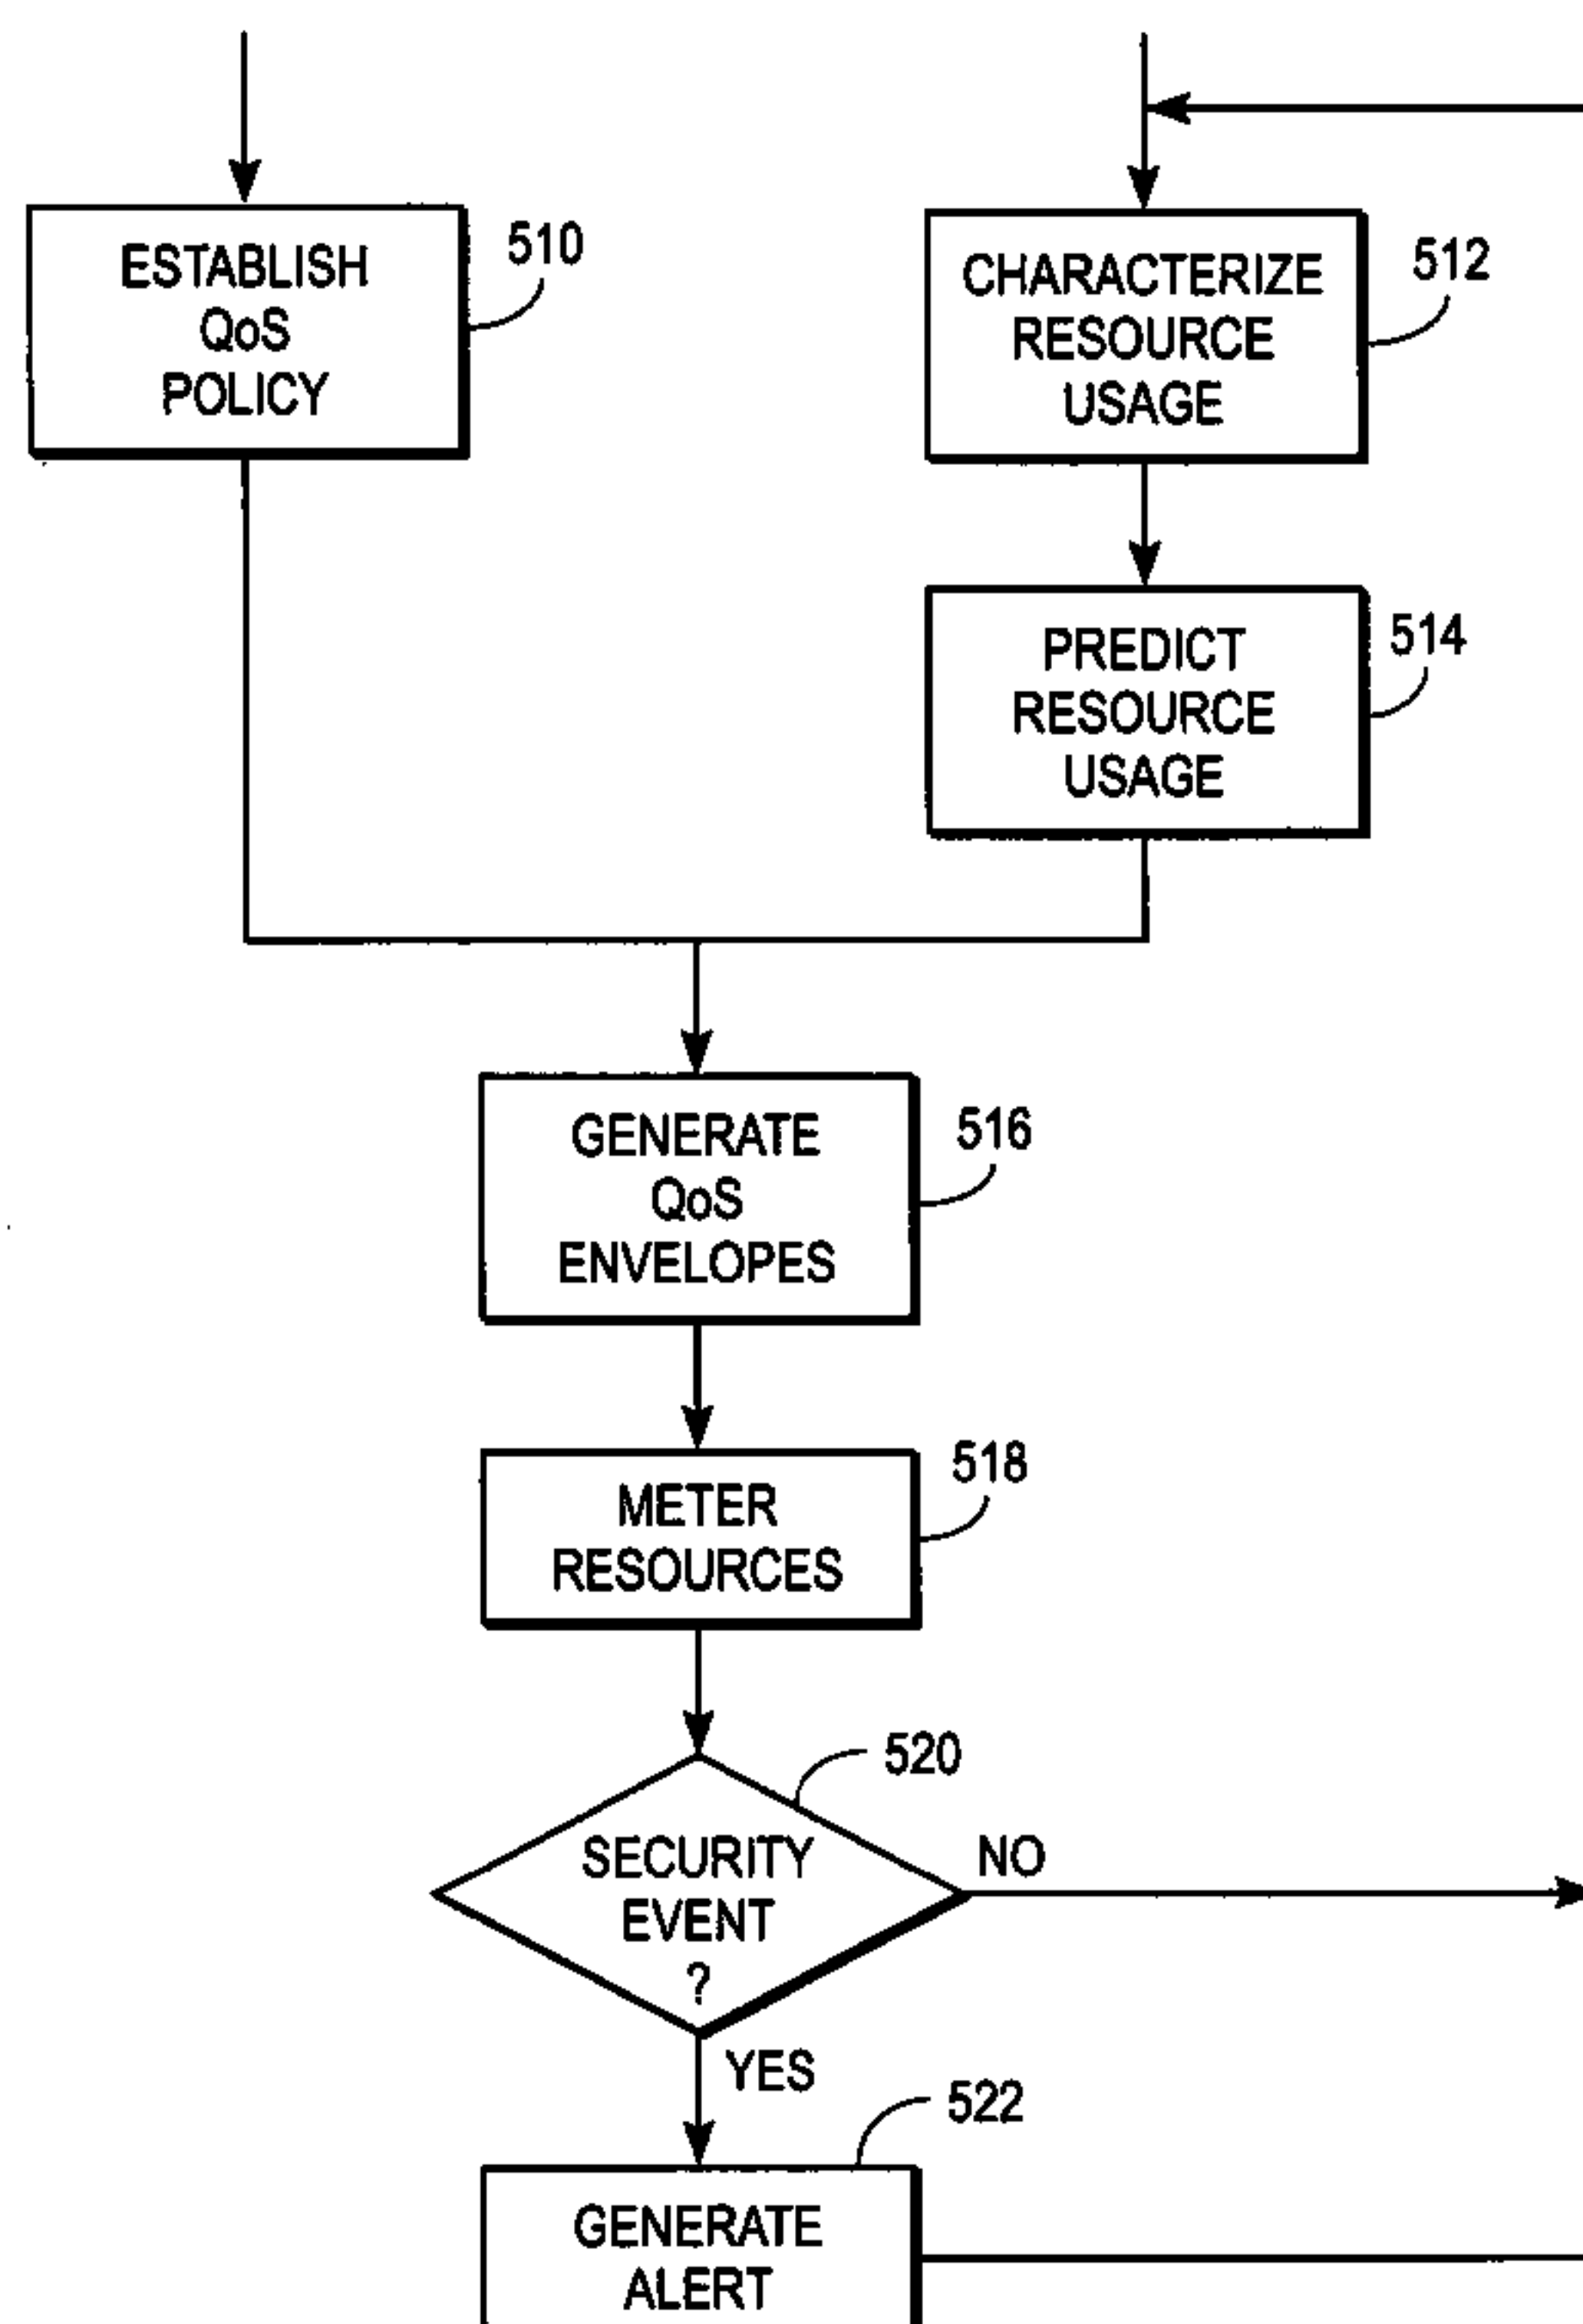 ESTABLISH
QoS
POLICY
510
CHARACTERIZE
RESOURCE
USAGE
512
PREDICT
RESOURCE
USAGE
514
GENERATE
QoS
ENVELOPES
516
METER
RESOURCES
518
520
SECURITY
EVENT
?
NO
YES
522
GENERATE
ALERT